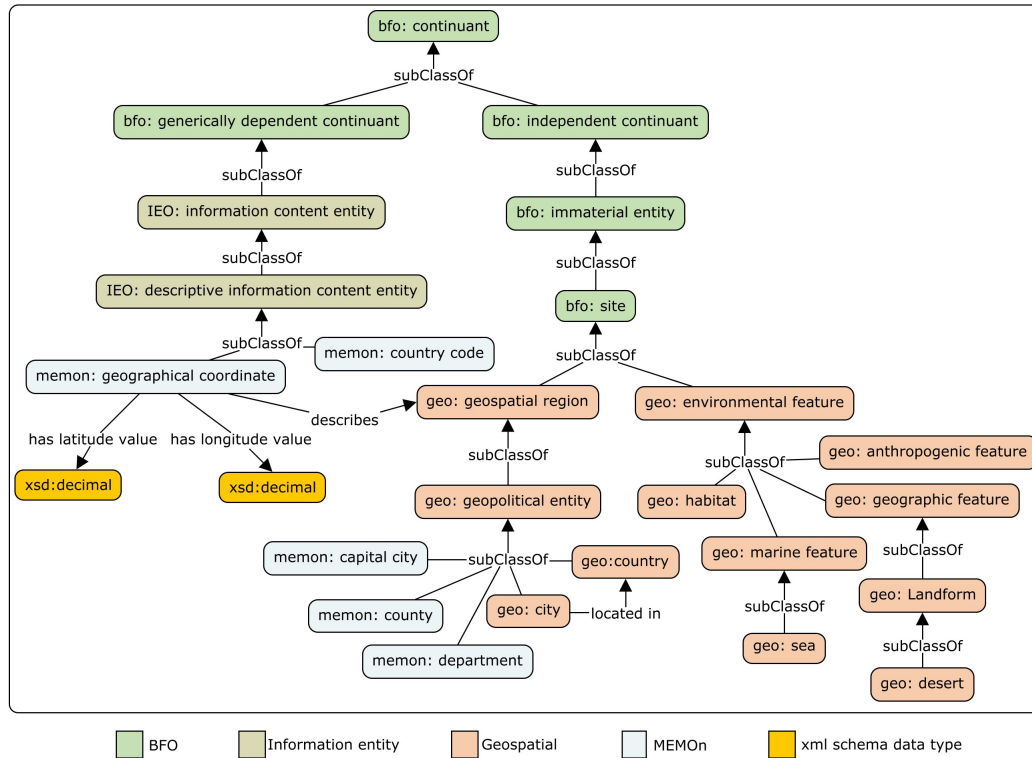 bfo: continuant
subClassOf
bfo: generically dependent continuant
bfo: independent continuant
subClassOf
subClassOf
IEO: information content entity
bfo: immaterial entity
subClassOf
subClassOf
IEO: descriptive information content entity
bfo: site
subClassOf
memon: country code
subClassOf
memon: geographical coordinate
describes
geo: geospatial region
geo: environmental feature
has latitude value
has longitude value
subClassOf
subClassOf
geo: anthropogenic feature
xsd:decimal
xsd:decimal
geo: geopolitical entity
geo: habitat
geo: geographic feature
memon: capital city
subClassOf
geo:country
geo: marine feature
subClassOf
memon: county
geo: city
located in
subClassOf
geo: Landform
memon: department
geo: sea
subClassOf
geo: desert
BFO
Information entity
Geospatial
MEMOn
xml schema data type